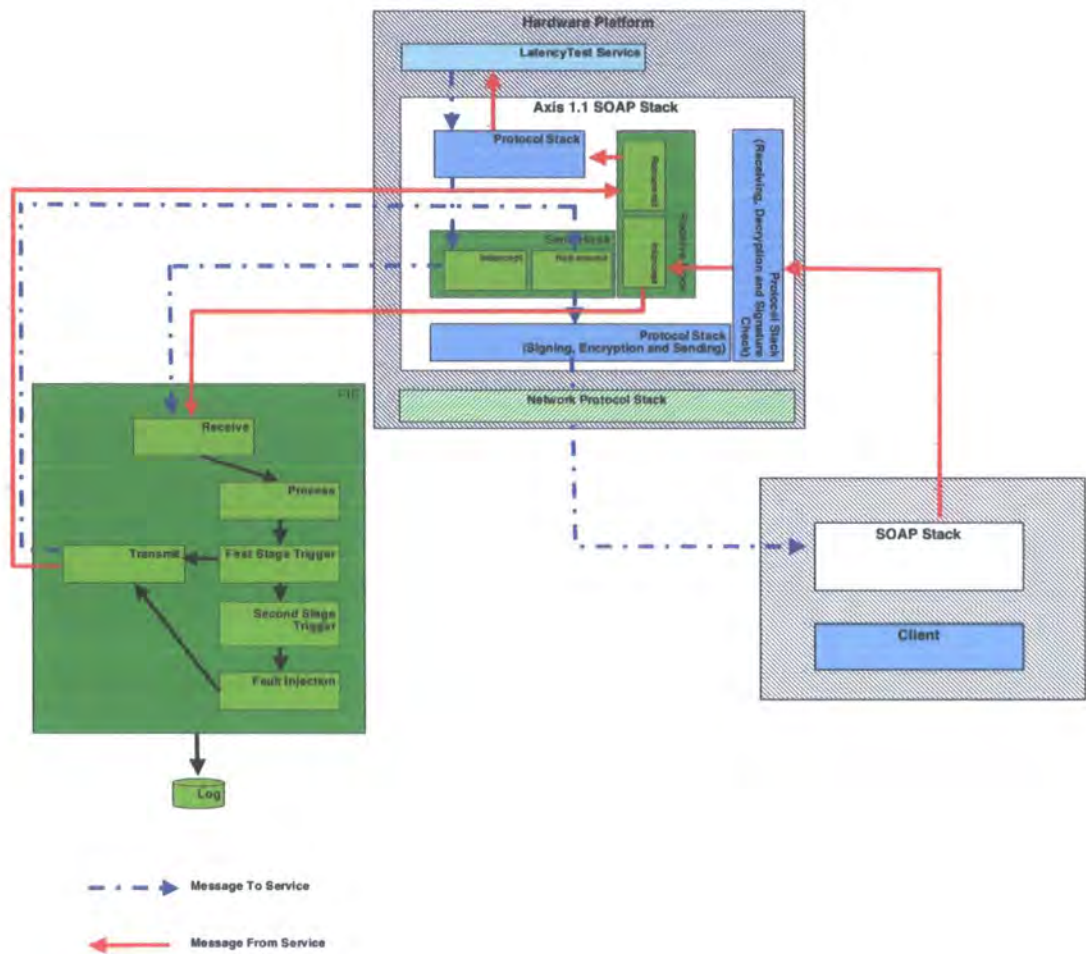 Hardware Platform
LatencyTest Service
Axis 1.1 SOAP Stack
Protocol Stack
Intercept
Protocol Stack
(Receiving, Decryption and Signature
Check)
Protocol Stack
(Signing, Encryption and Sending)
Network Protocol Stack
Receive
Process
First Stage Trigger
Transmit
Second Stage
Trigger
Fault Injection
Log
SOAP Stack
Client
Message To Service
Message From Service